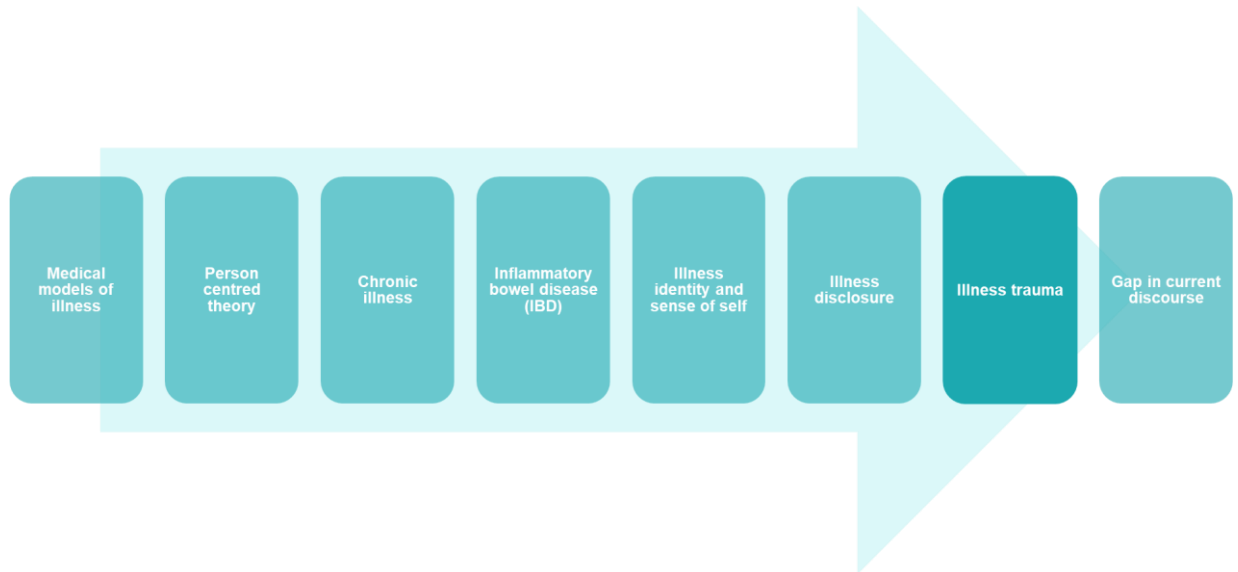 Medical
models of
illness
Person
centred
theory
Chronic
illness
Inflammatory
bowel disease
(IBD)
Illness
identity and
sense of self
Illness
disclosure
Illness trauma
Gap in current
discourse